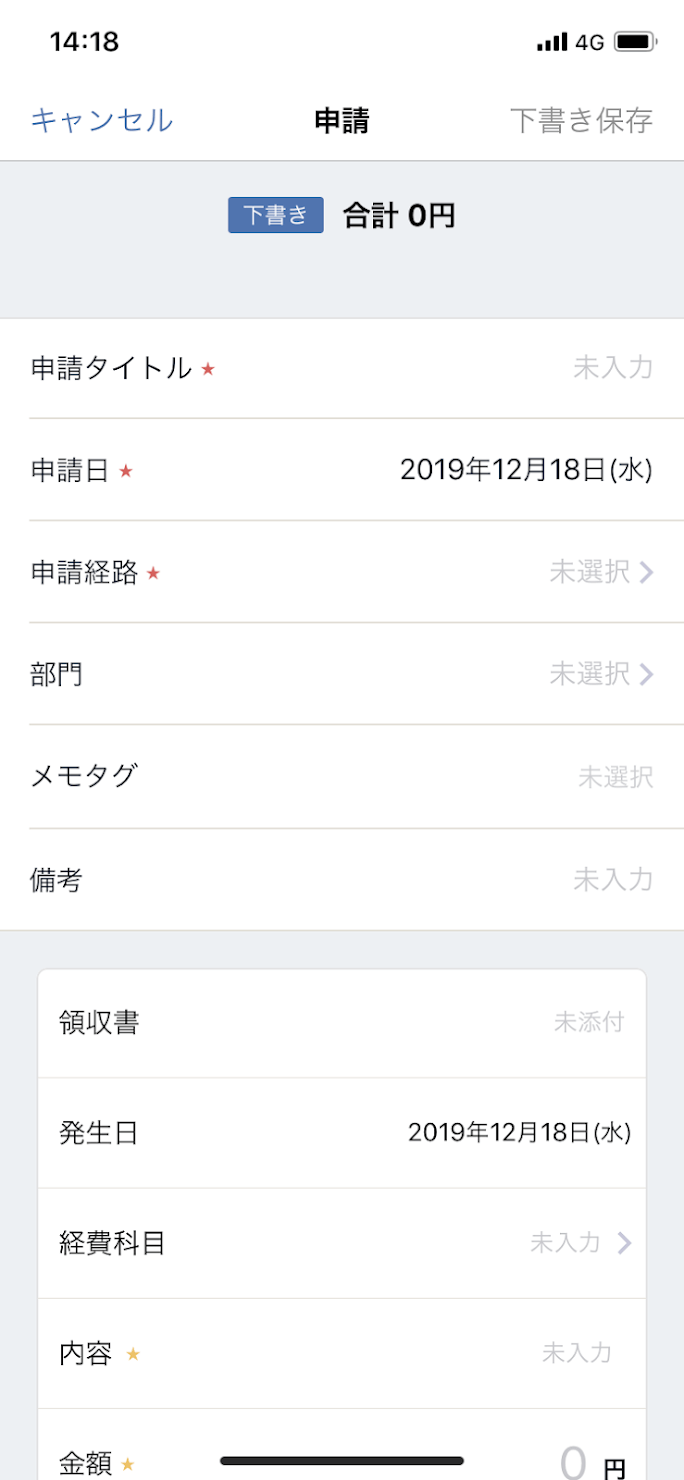 14:18 4G
キャンセル 申請 下書き保存
下書き 合計 0円
申請タイトル ★ 未入力
申請日 ★ 2019年12月18日(水)
申請経路 ★ 未選択
部門 未選択
メモタグ 未選択
備考 未入力
領収書 未添付
発生日 2019年12月18日(水)
経費科目 未入力
内容 ★ 未入力
金額 ★ 0 円